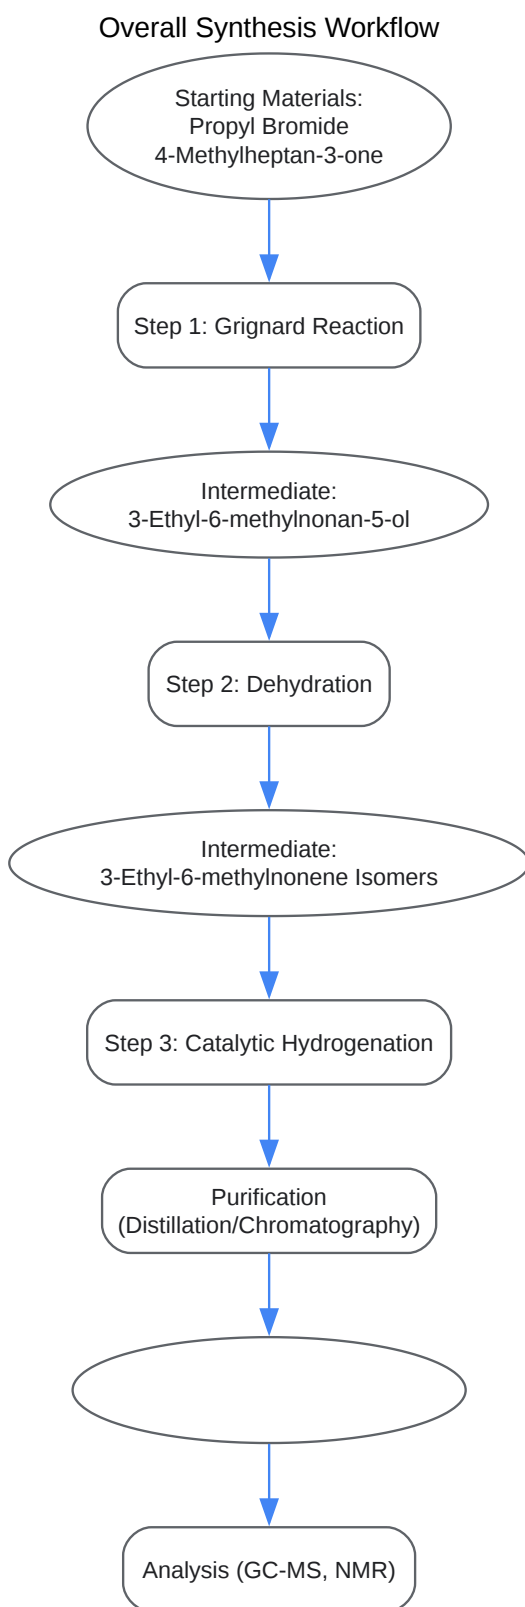 Overall Synthesis Workflow
Starting Materials:
Propyl Bromide
4-Methylheptan-3-one
Step 1: Grignard Reaction
Intermediate:
3-Ethyl-6-methylnonan-5-ol
Step 2: Dehydration
Intermediate:
3-Ethyl-6-methylnonene Isomers
Step 3: Catalytic Hydrogenation
Purification
(Distillation/Chromatography)
Analysis (GC-MS, NMR)